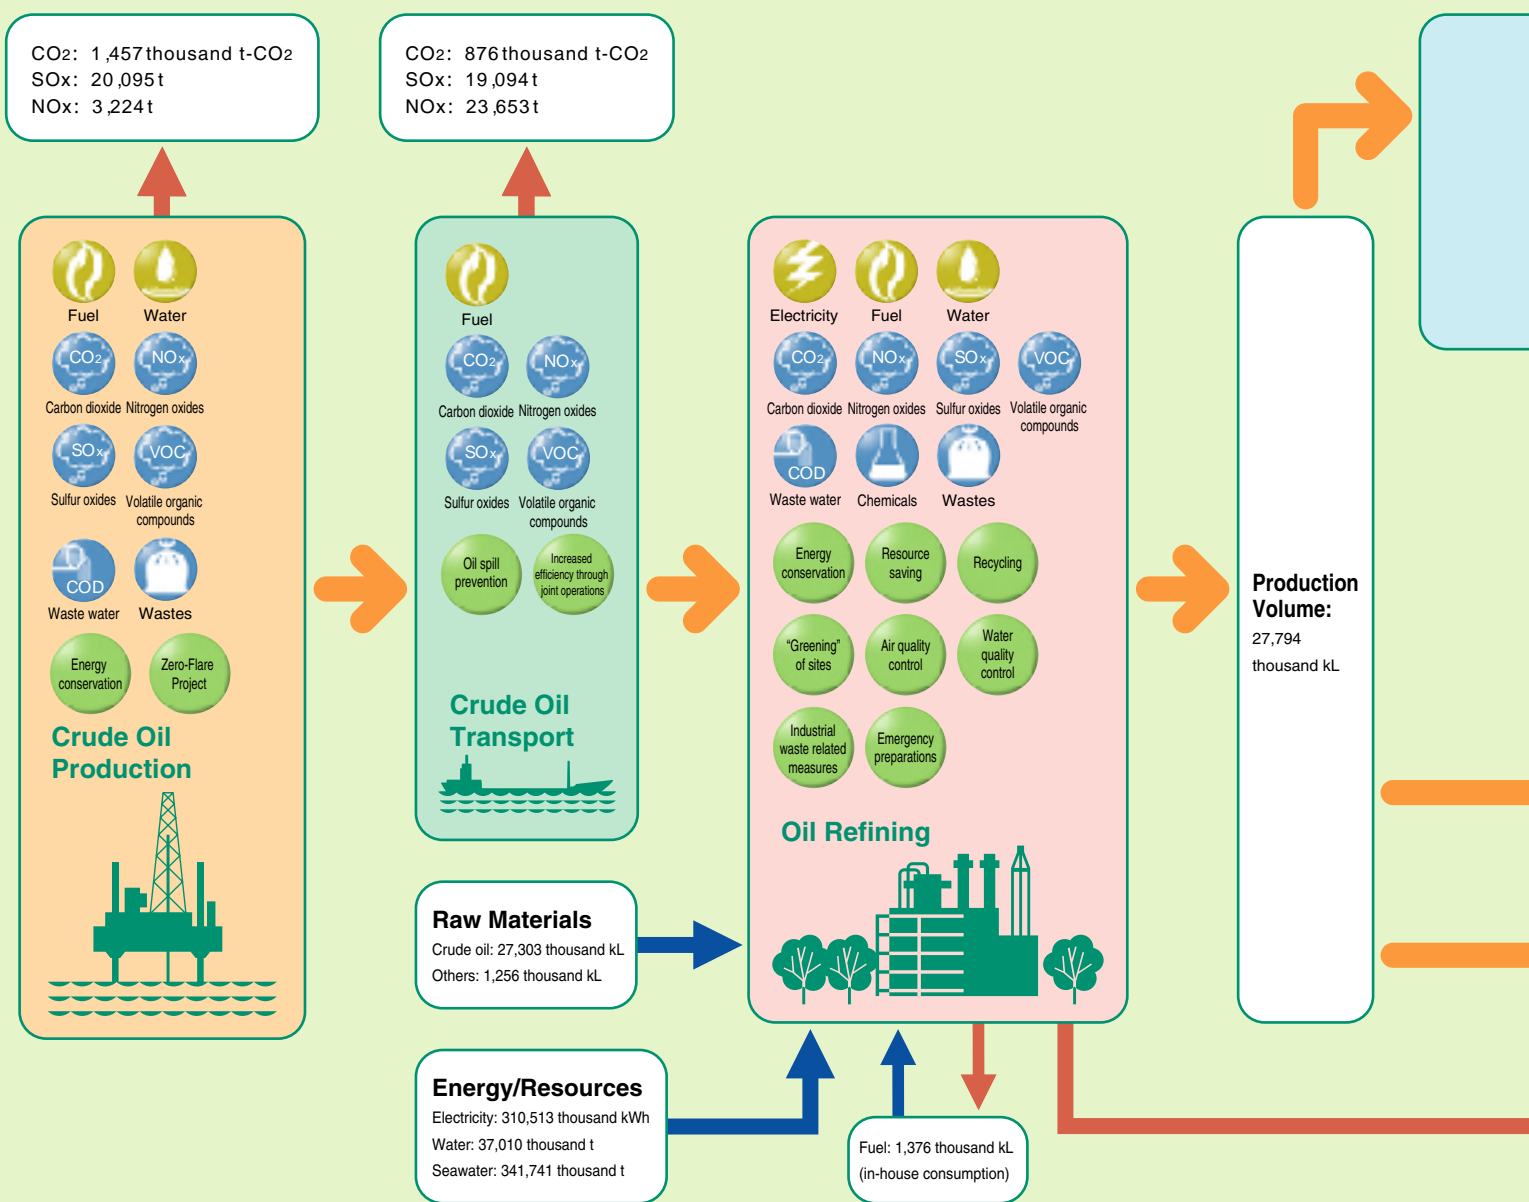 CO2: 1,457 thousand t-CO2
SOx: 20,095 t
NOx: 3,224 t
CO2: 876 thousand t-CO2
SOx: 19,094 t
NOx: 23,653 t
Fuel
Water
CO2
NOx
Carbon dioxide
Nitrogen oxides
SOx
VOC
Sulfur oxides
Volatile organic
compounds
COD
Waste water
Wastes
Energy
conservation
Zero-Flare
Project
Crude Oil
Production
Fuel
CO2
NOx
Carbon dioxide
Nitrogen oxides
SOx
VOC
Sulfur oxides
Volatile organic
compounds
Oil spill
prevention
Increased
efficiency through
joint operations
Crude Oil
Transport
Electricity
Fuel
Water
CO2
NOx
SOx
VOC
Carbon dioxide
Nitrogen oxides
Sulfur oxides
Volatile organic
compounds
COD
Waste water
Chemicals
Wastes
Energy
conservation
Resource
saving
Recycling
"Greening"
of sites
Air quality
control
Water
quality
control
Industrial
waste related
measures
Emergency
preparations
Oil Refining
Production
Volume:
27,794
thousand kL
Raw Materials
Crude oil: 27,303 thousand kL
Others: 1,256 thousand kL
Energy/Resources
Electricity: 310,513 thousand kWh
Water: 37,010 thousand t
Seawater: 341,741 thousand t
Fuel: 1,376 thousand kL
(in-house consumption)